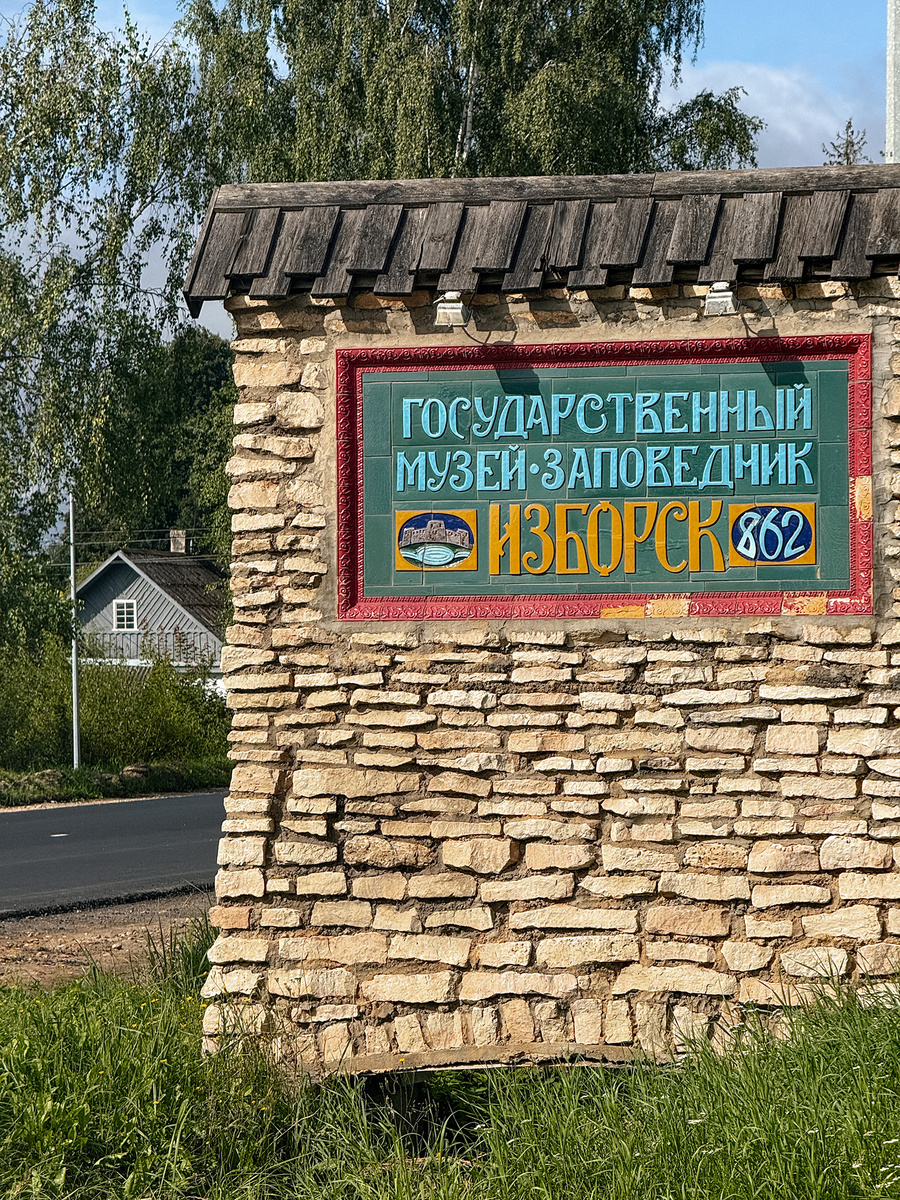 ГОСУДАРСТВЕННЫЙ
МУЗЕЙ·ЗАПОВЕДНИК
ИЗБОРСК 862